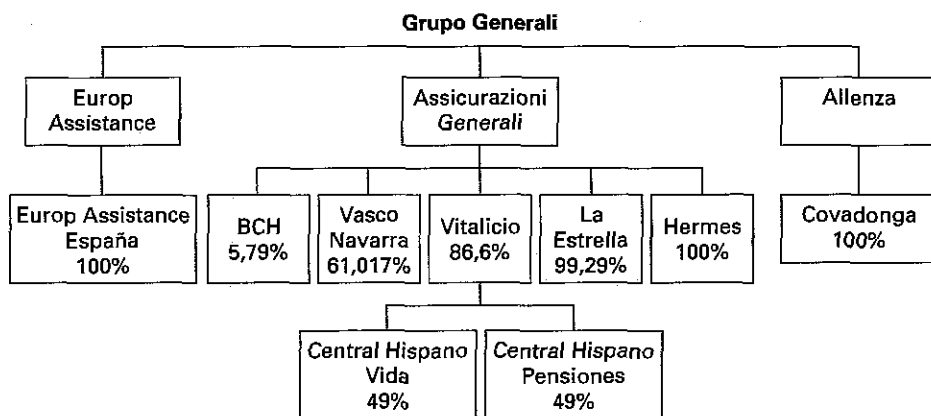 Grupo Generali
Europ
Assistance
Assicurazioni
Generali
Allenza
Europ Assistance
España
100%
BCH
5,79%
Vasco
Navarra
61,017%
Vitalicio
86,6%
La
Estrella
99,29%
Hermes
100%
Covadonga
100%
Central Hispano
Vida
49%
Central Hispano
Pensiones
49%